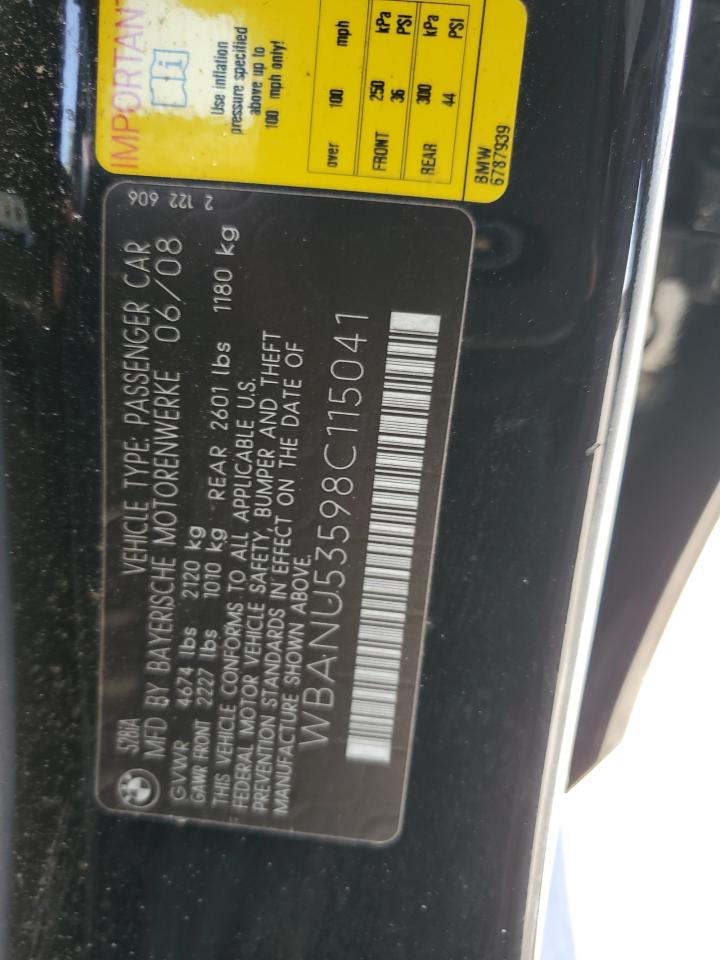 528iA VEHICLE TYPE: PASSENGER CAR
MFD BY BAYERISCHE MOTORENWERKE 06/08
GVWR 4674 lbs 2120 kg
GAWR FRONT 2227 lbs 1010 kg - REAR 2601 lbs 1180 kg
THIS VEHICLE CONFORMS TO ALL APPLICABLE U.S.
FEDERAL MOTOR VEHICLE SAFETY, BUMPER AND THEFT
PREVENTION STANDARDS IN EFFECT ON THE DATE OF
MANUFACTURE SHOWN ABOVE.
WBANU53598C115041
2 122 606
IMPORTANT
i
Use inflation
pressure specified
above up to
100 mph only!
over 100 mph
FRONT 250 kPa
36 PSI
REAR 300 kPa
44 PSI
BMW
6787939